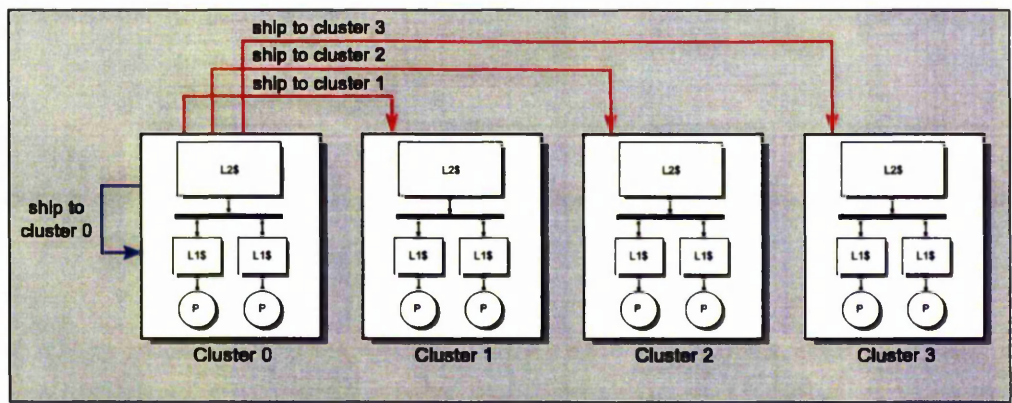 ship to cluster 3
ship to cluster 2
ship to cluster 1
L2$ L2$ L2$ L2$
ship to
cluster 0
L1$ L1$ L1$ L1$ L1$ L1$ L1$ L1$
P P P P P P P P
Cluster 0 Cluster 1 Cluster 2 Cluster 3